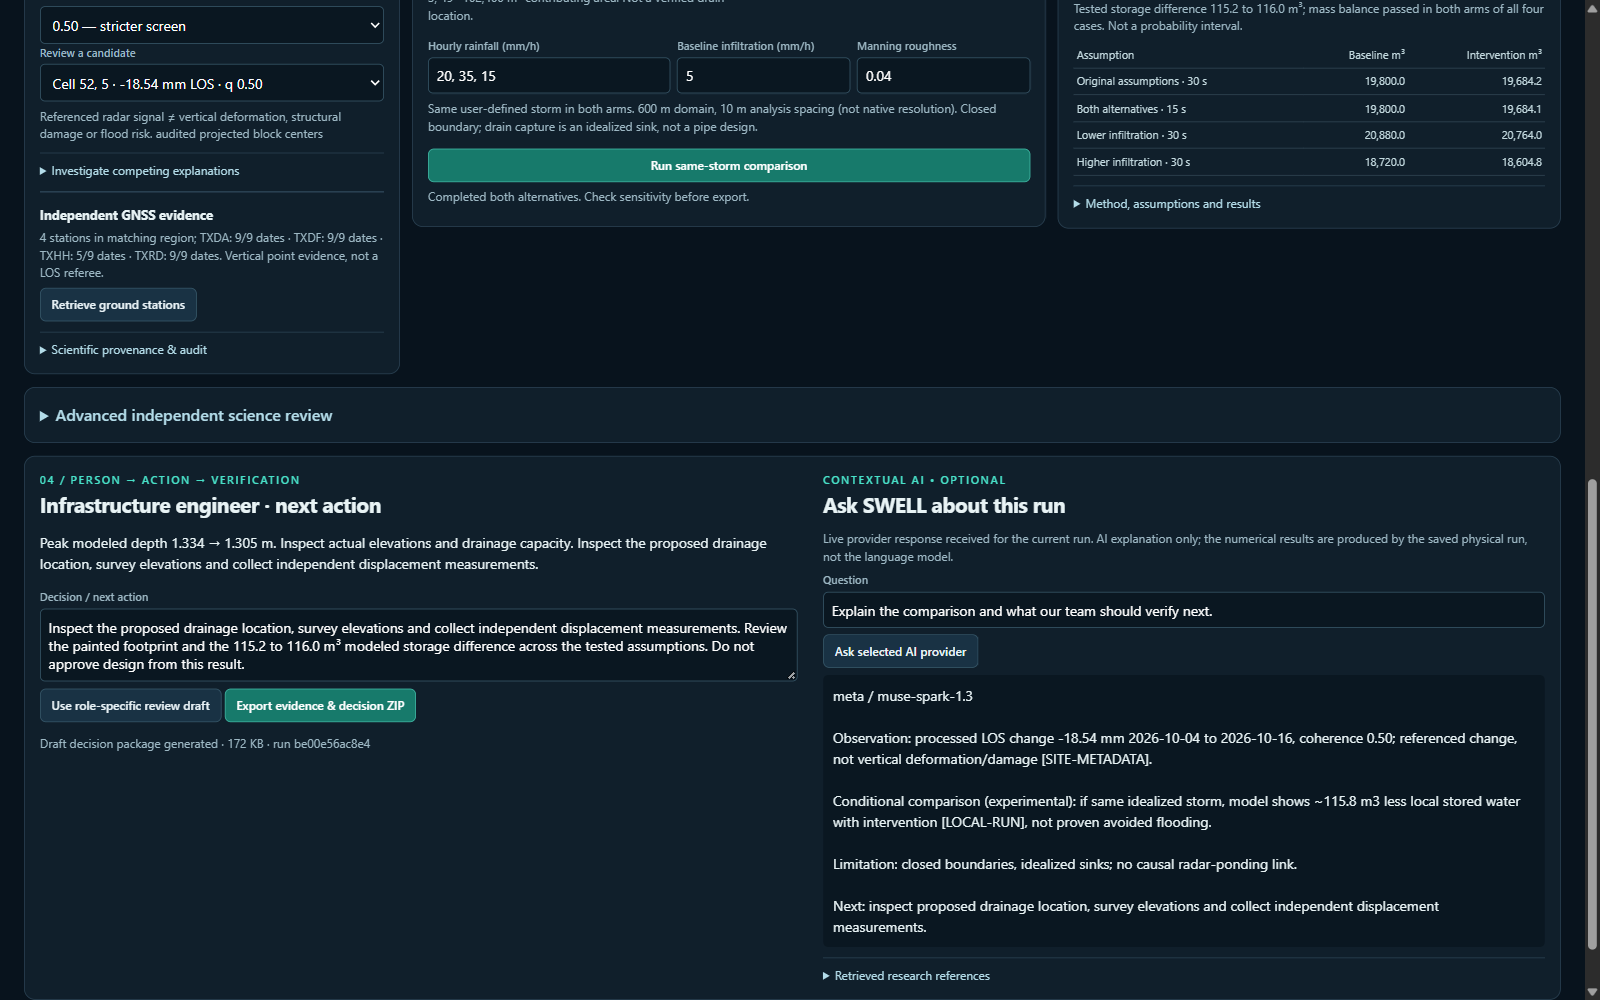 0.50 — stricter screen
Review a candidate
Cell 52, 5 · -18.54 mm LOS · q 0.50
Referenced radar signal ≠ vertical deformation, structural
damage or flood risk. audited projected block centers
▶ Investigate competing explanations
Independent GNSS evidence
4 stations in matching region; TXDA: 9/9 dates · TXDF: 9/9 dates ·
TXHH: 5/9 dates · TXRD: 9/9 dates. Vertical point evidence, not a
LOS referee.
Retrieve ground stations
▶ Scientific provenance & audit
location.
Hourly rainfall (mm/h)
Baseline infiltration (mm/h)
Manning roughness
20, 35, 15
5
0.04
Same user-defined storm in both arms. 600 m domain, 10 m analysis spacing (not native resolution). Closed
boundary; drain capture is an idealized sink, not a pipe design.
Run same-storm comparison
Completed both alternatives. Check sensitivity before export.
Tested storage difference 115.2 to 116.0 m³; mass balance passed in both arms of all four
cases. Not a probability interval.
Assumption Baseline m³ Intervention m³
Original assumptions · 30 s 19,800.0 19,684.2
Both alternatives · 15 s 19,800.0 19,684.1
Lower infiltration · 30 s 20,880.0 20,764.0
Higher infiltration · 30 s 18,720.0 18,604.8
▶ Method, assumptions and results
▶ Advanced independent science review
04 / PERSON → ACTION → VERIFICATION
Infrastructure engineer · next action
Peak modeled depth 1.334 → 1.305 m. Inspect actual elevations and drainage capacity. Inspect the proposed drainage
location, survey elevations and collect independent displacement measurements.
Decision / next action
Inspect the proposed drainage location, survey elevations and collect independent displacement measurements. Review
the painted footprint and the 115.2 to 116.0 m³ modeled storage difference across the tested assumptions. Do not
approve design from this result.
Use role-specific review draft
Export evidence & decision ZIP
Draft decision package generated · 172 KB · run be00e56ac8e4
CONTEXTUAL AI • OPTIONAL
Ask SWELL about this run
Live provider response received for the current run. AI explanation only; the numerical results are produced by the saved physical run,
not the language model.
Question
Explain the comparison and what our team should verify next.
Ask selected AI provider
meta / muse-spark-1.3
Observation: processed LOS change -18.54 mm 2026-10-04 to 2026-10-16, coherence 0.50; referenced change,
not vertical deformation/damage [SITE-METADATA].
Conditional comparison (experimental): if same idealized storm, model shows ~115.8 m3 less local stored water
with intervention [LOCAL-RUN], not proven avoided flooding.
Limitation: closed boundaries, idealized sinks; no causal radar-ponding link.
Next: inspect proposed drainage location, survey elevations and collect independent displacement
measurements.
▶ Retrieved research references